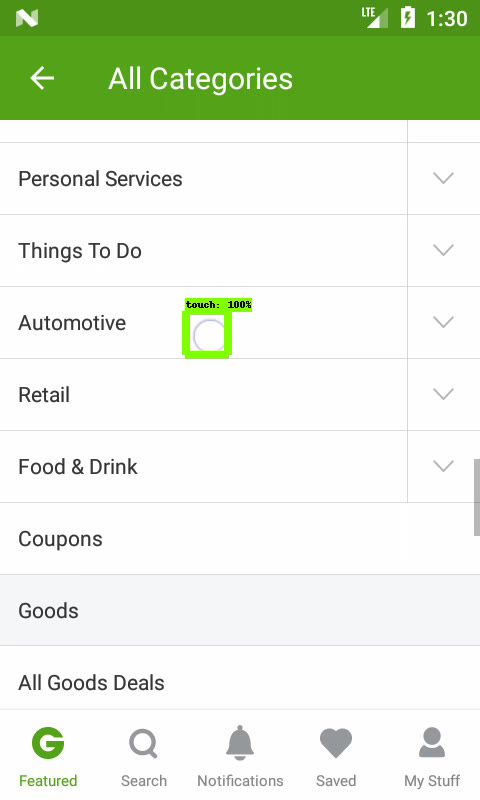 LTE
1:30
All Categories
Personal Services
Things To Do
touch: 100%
Automotive
Retail
Food & Drink
Coupons
Goods
All Goods Deals
Featured
Search
Notifications
Saved
My Stuff